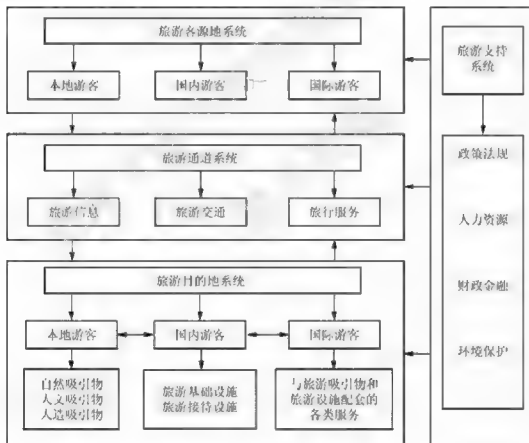 旅游客源地系统
本地游客
国内游客
国际游客
旅游通道系统
旅游信息
旅游交通
旅行服务
旅游目的地系统
本地游客
国内游客
国际游客
自然吸引物
人文吸引物
人造吸引物
旅游基础设施
旅游接待设施
与旅游吸引物和
旅游设施配套的
各类服务
旅游支持
系统
政策法规
人力资源
财政金融
环境保护